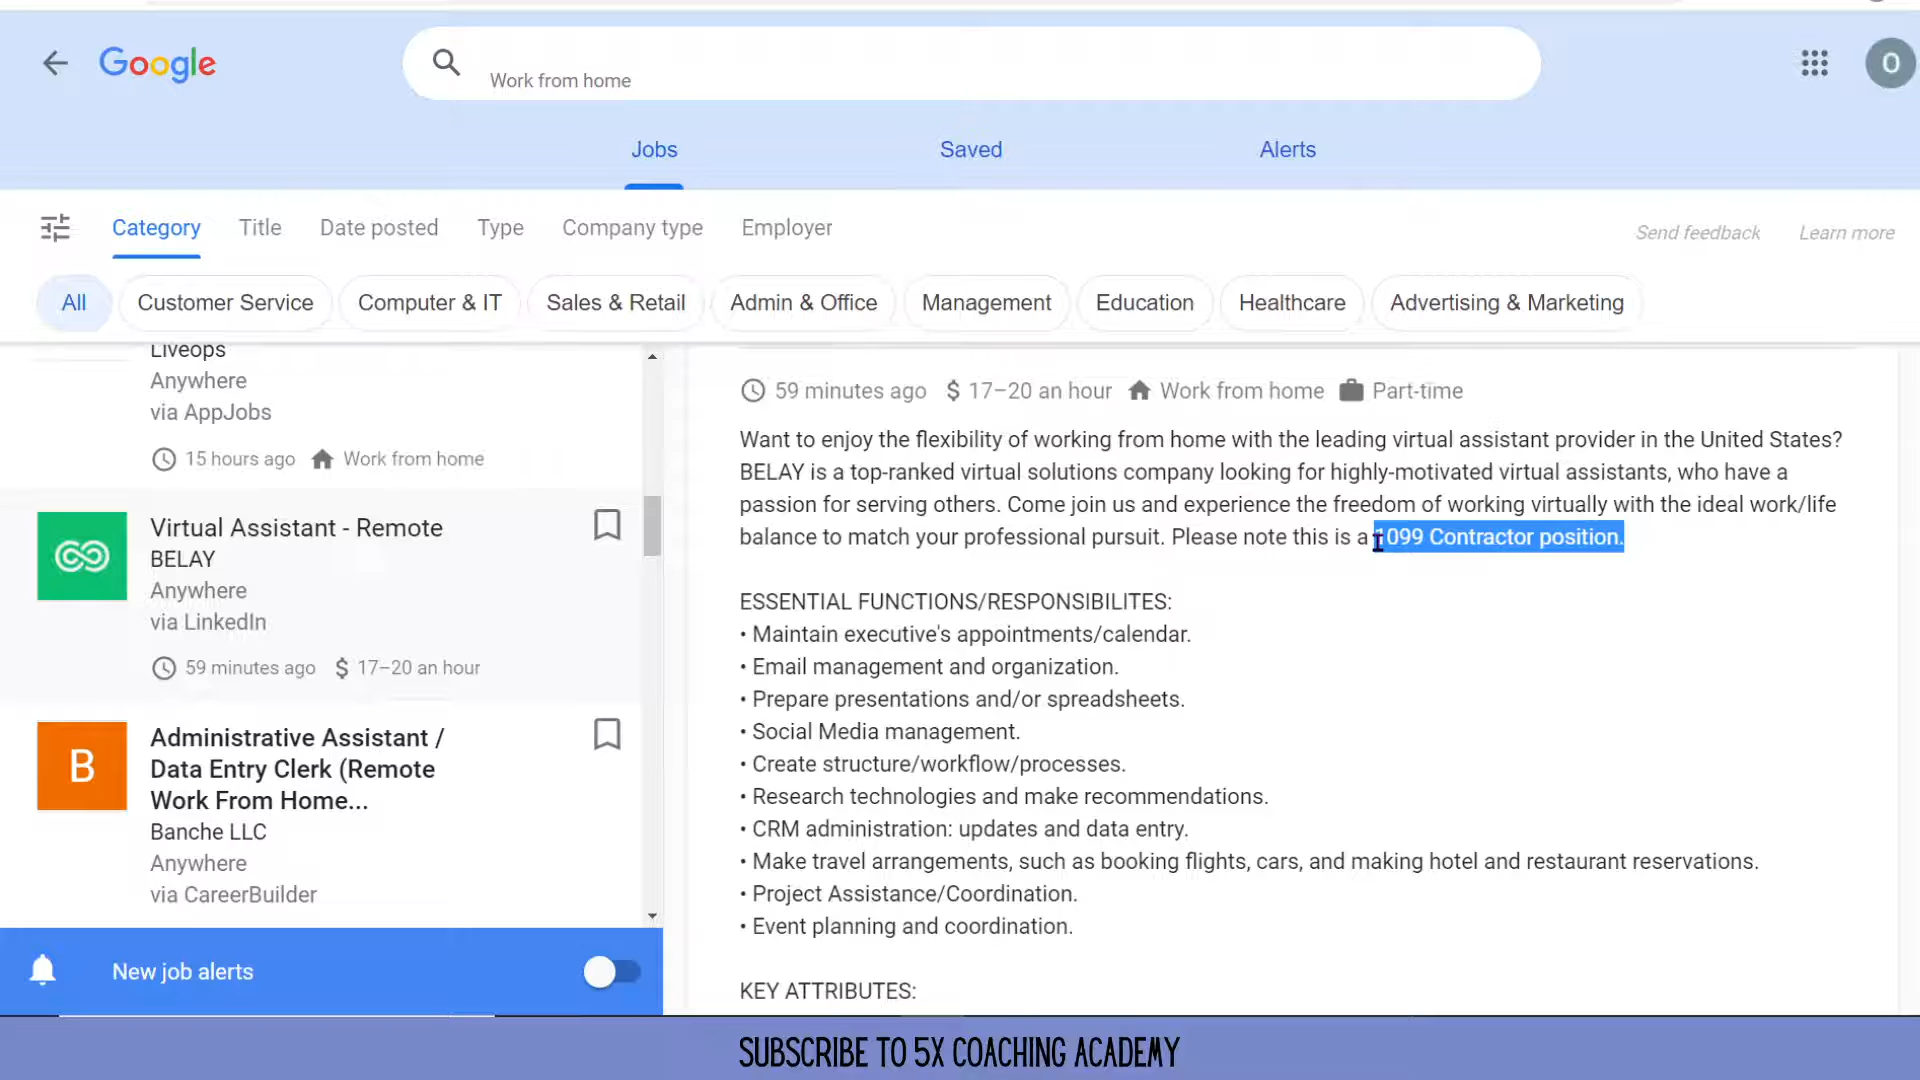 Google
Work from home
O
Jobs
Saved
Alerts
Category
Title
Date posted
Type
Company type
Employer
Send feedback
Learn more
All
Customer Service
Computer & IT
Sales & Retail
Admin & Office
Management
Education
Healthcare
Advertising & Marketing
Liveops
Anywhere
via AppJobs
15 hours ago
Work from home
Virtual Assistant - Remote
BELAY
Anywhere
via LinkedIn
59 minutes ago
$ 17–20 an hour
B
Administrative Assistant /
Data Entry Clerk (Remote
Work From Home...
Banche LLC
Anywhere
via CareerBuilder
New job alerts
59 minutes ago
$ 17–20 an hour
Work from home
Part-time
Want to enjoy the flexibility of working from home with the leading virtual assistant provider in the United States?
BELAY is a top-ranked virtual solutions company looking for highly-motivated virtual assistants, who have a
passion for serving others. Come join us and experience the freedom of working virtually with the ideal work/life
balance to match your professional pursuit. Please note this is a 1099 Contractor position.
ESSENTIAL FUNCTIONS/RESPONSIBILITES:
• Maintain executive's appointments/calendar.
• Email management and organization.
• Prepare presentations and/or spreadsheets.
• Social Media management.
• Create structure/workflow/processes.
• Research technologies and make recommendations.
• CRM administration: updates and data entry.
• Make travel arrangements, such as booking flights, cars, and making hotel and restaurant reservations.
• Project Assistance/Coordination.
• Event planning and coordination.
KEY ATTRIBUTES:
SUBSCRIBE TO 5X COACHING ACADEMY